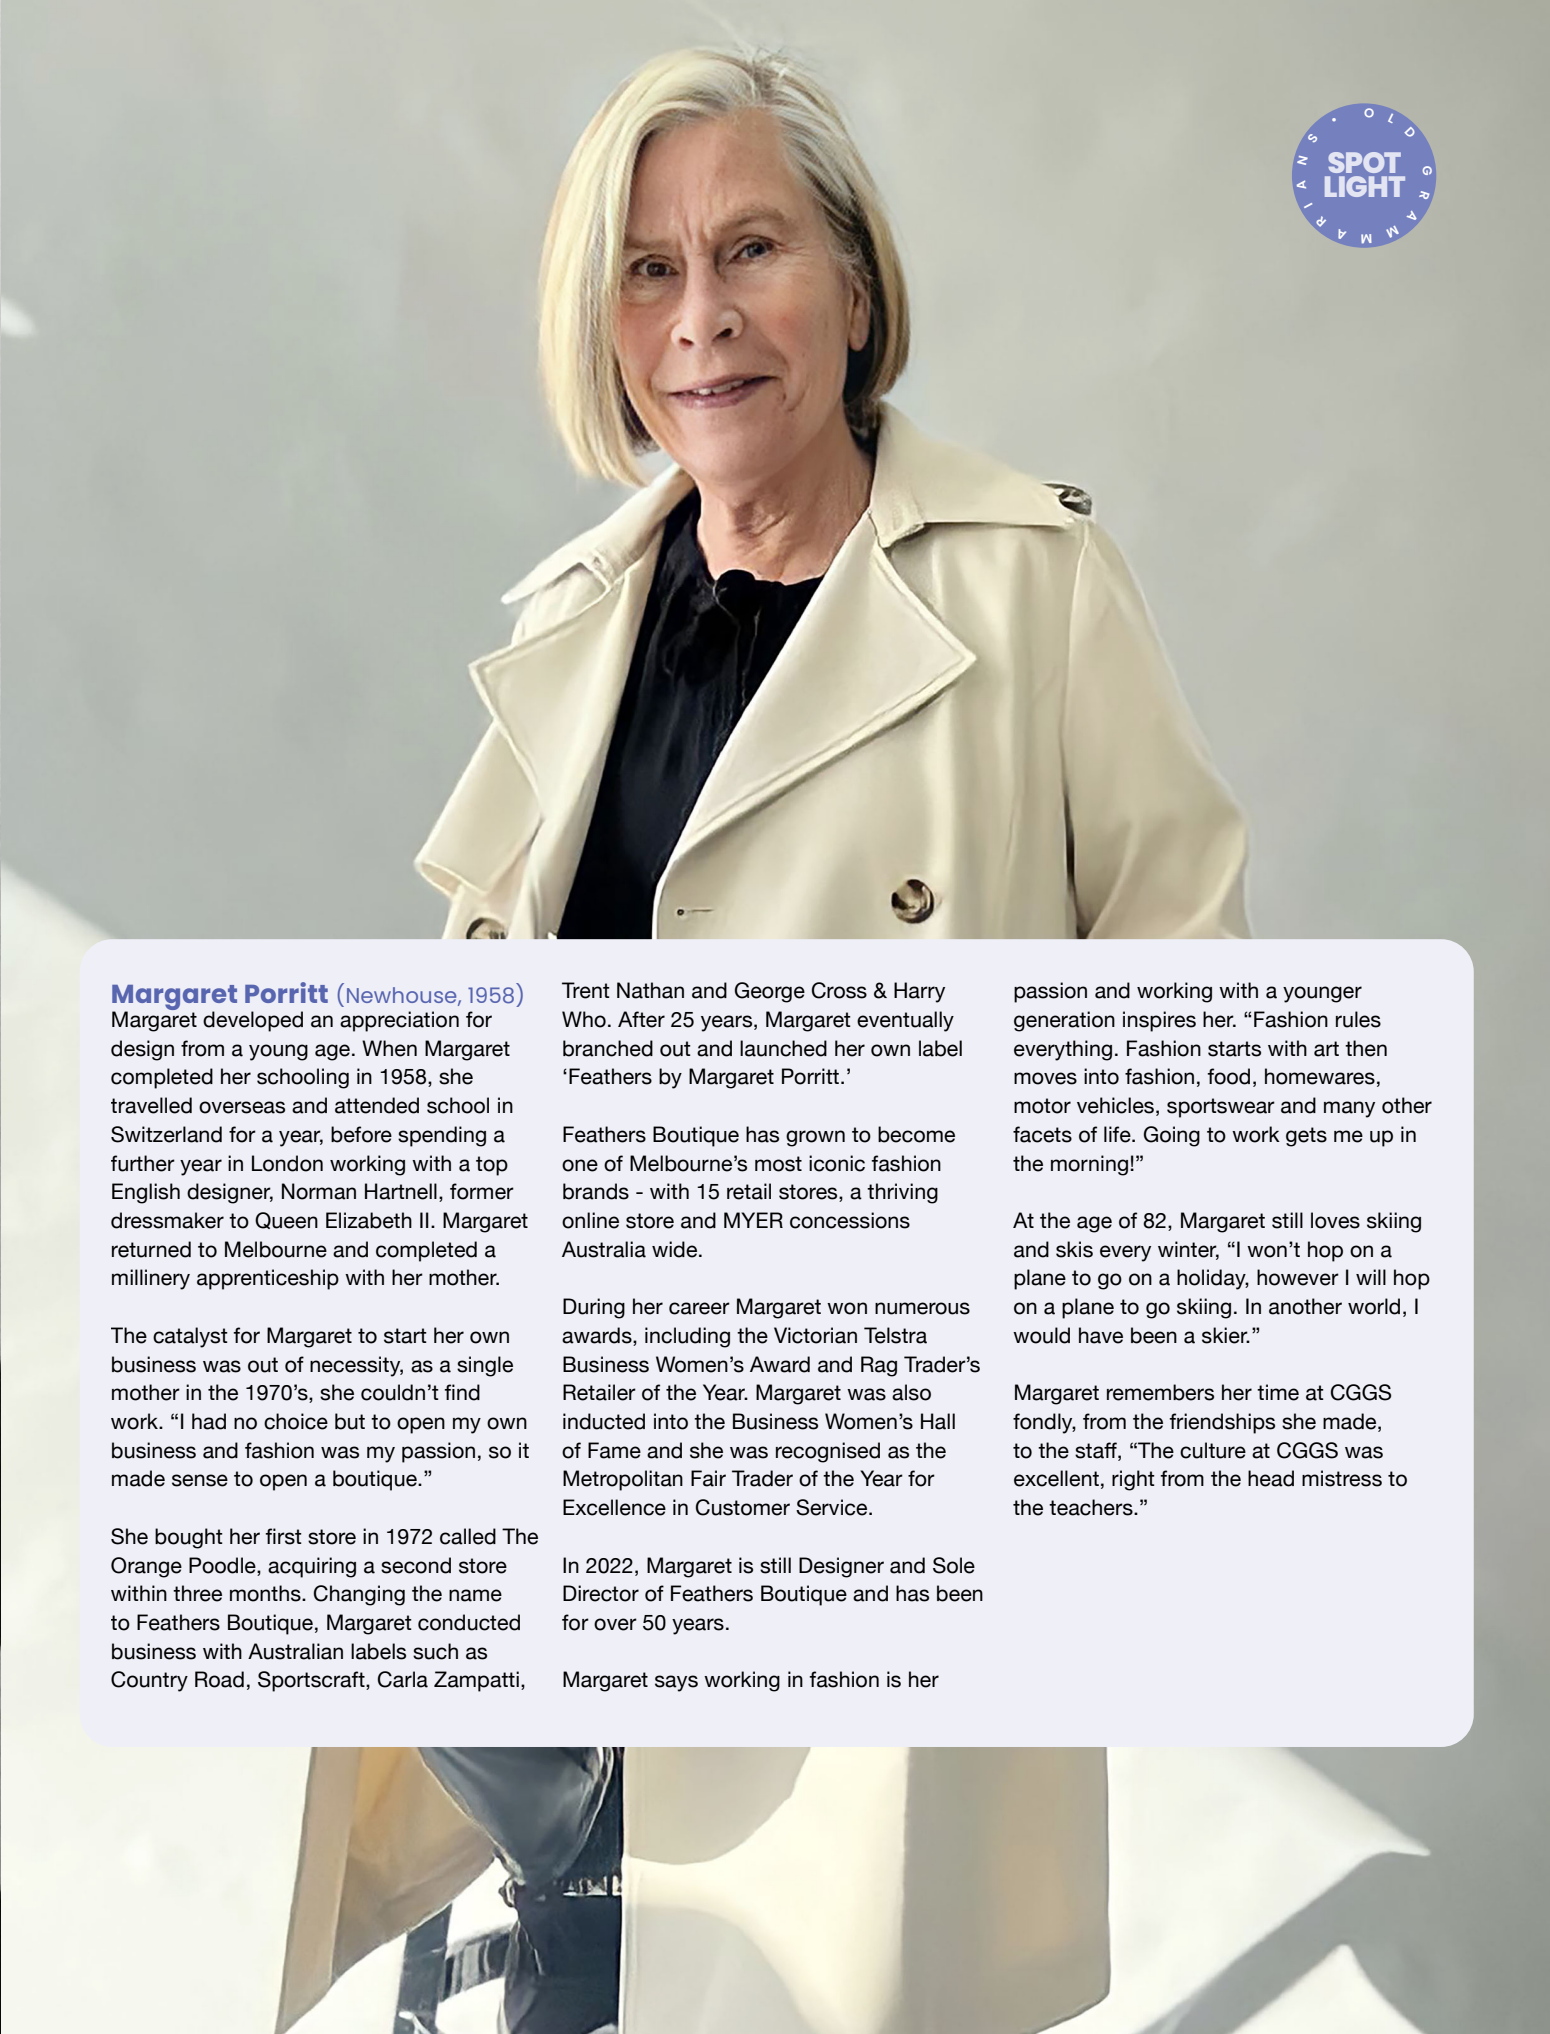 OLD GRAMMARIANS •
SPOT
LIGHT
Margaret Porritt (Newhouse, 1958)
Margaret developed an appreciation for
design from a young age. When Margaret
completed her schooling in 1958, she
travelled overseas and attended school in
Switzerland for a year, before spending a
further year in London working with a top
English designer, Norman Hartnell, former
dressmaker to Queen Elizabeth II. Margaret
returned to Melbourne and completed a
millinery apprenticeship with her mother.
The catalyst for Margaret to start her own
business was out of necessity, as a single
mother in the 1970’s, she couldn’t find
work. “I had no choice but to open my own
business and fashion was my passion, so it
made sense to open a boutique.”
She bought her first store in 1972 called The
Orange Poodle, acquiring a second store
within three months. Changing the name
to Feathers Boutique, Margaret conducted
business with Australian labels such as
Country Road, Sportscraft, Carla Zampatti,
Trent Nathan and George Cross & Harry
Who. After 25 years, Margaret eventually
branched out and launched her own label
‘Feathers by Margaret Porritt.’
Feathers Boutique has grown to become
one of Melbourne’s most iconic fashion
brands - with 15 retail stores, a thriving
online store and MYER concessions
Australia wide.
During her career Margaret won numerous
awards, including the Victorian Telstra
Business Women’s Award and Rag Trader’s
Retailer of the Year. Margaret was also
inducted into the Business Women’s Hall
of Fame and she was recognised as the
Metropolitan Fair Trader of the Year for
Excellence in Customer Service.
In 2022, Margaret is still Designer and Sole
Director of Feathers Boutique and has been
for over 50 years.
Margaret says working in fashion is her
passion and working with a younger
generation inspires her. “Fashion rules
everything. Fashion starts with art then
moves into fashion, food, homewares,
motor vehicles, sportswear and many other
facets of life. Going to work gets me up in
the morning!”
At the age of 82, Margaret still loves skiing
and skis every winter, “I won’t hop on a
plane to go on a holiday, however I will hop
on a plane to go skiing. In another world, I
would have been a skier.”
Margaret remembers her time at CGGS
fondly, from the friendships she made,
to the staff, “The culture at CGGS was
excellent, right from the head mistress to
the teachers.”